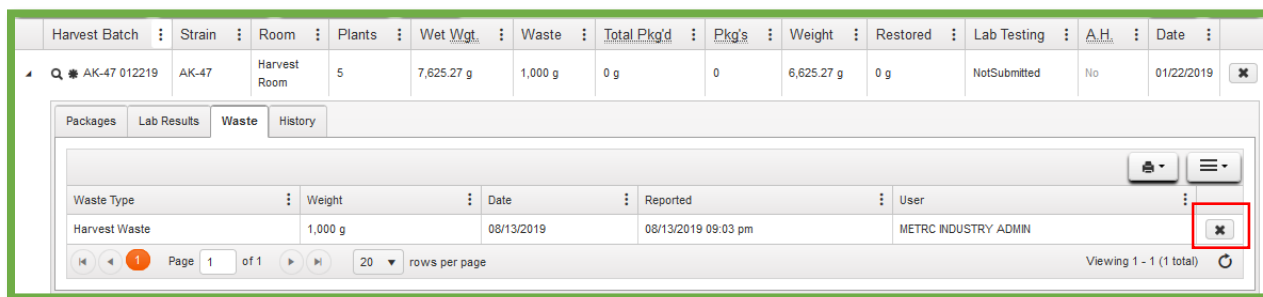 Harvest Batch Strain Room Plants Wet Wgt. Waste Total Pkg'd Pkg's Weight Restored Lab Testing A.H. Date
AK-47 012219 AK-47 Harvest Room 5 7,625.27 g 1,000 g 0 g 0 6,625.27 g 0 g NotSubmitted No 01/22/2019
Packages Lab Results Waste History
Waste Type Weight Date Reported User
Harvest Waste 1,000 g 08/13/2019 08/13/2019 09:03 pm METRC INDUSTRY ADMIN
1 Page 1 of 1 20 rows per page Viewing 1 - 1 (1 total)